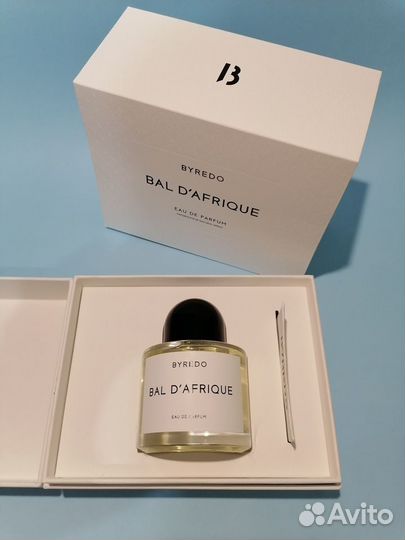 B
BYREDO
BAL D'AFRIQUE
EAU DE PARFUM
BYREDO
BAL D'AFRIQUE
EAU DE PARFUM
Avito